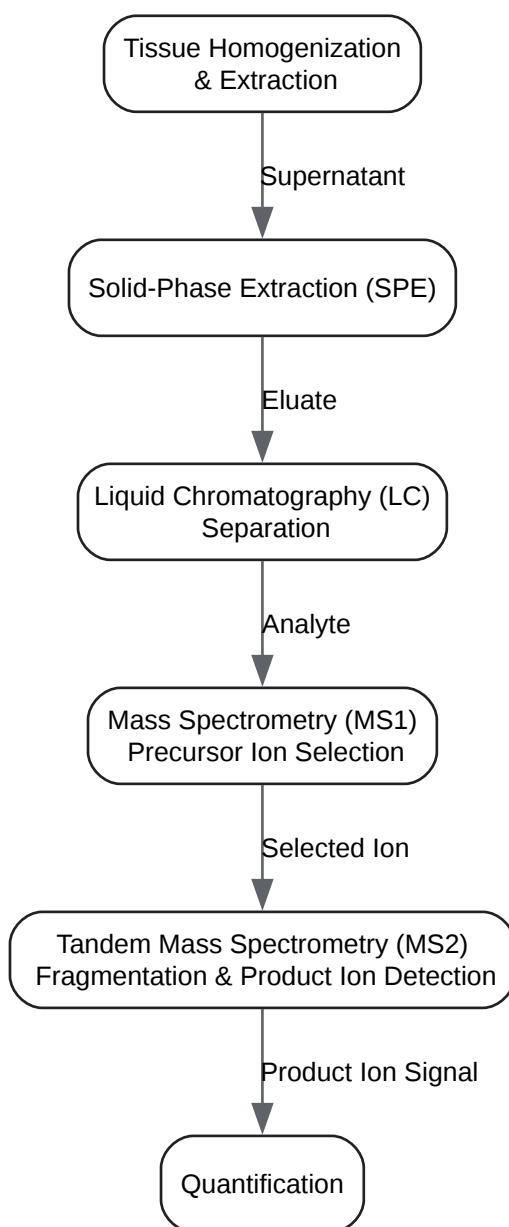 Tissue Homogenization
& Extraction
Supernatant
Solid-Phase Extraction (SPE)
Eluate
Liquid Chromatography (LC)
Separation
Analyte
Mass Spectrometry (MS1)
Precursor Ion Selection
Selected Ion
Tandem Mass Spectrometry (MS2)
Fragmentation & Product Ion Detection
Product Ion Signal
Quantification